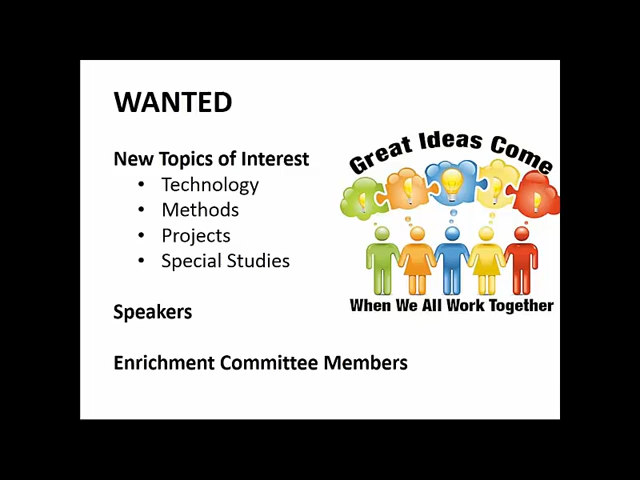 WANTED
New Topics of Interest
• Technology
• Methods
• Projects
• Special Studies
Speakers
Enrichment Committee Members
Great Ideas Come
When We All Work Together